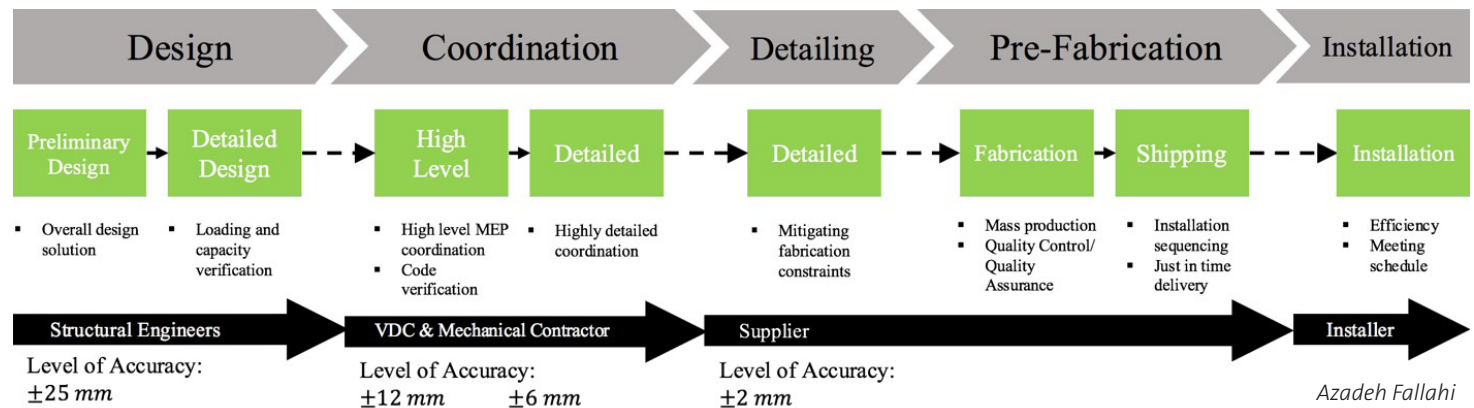 Design
Coordination
Detailing
Pre-Fabrication
Installation
Preliminary
Design
Detailed
Design
High
Level
Detailed
Detailed
Fabrication
Shipping
Installation
▪ Overall design
solution
▪ Loading and
capacity
verification
▪ High level MEP
coordination
▪ Code
verification
▪ Highly detailed
coordination
▪ Mitigating
fabrication
constraints
▪ Mass production
▪ Quality Control/
Quality
Assurance
▪ Installation
sequencing
▪ Just in time
delivery
▪ Efficiency
▪ Meeting
schedule
Structural Engineers
VDC & Mechanical Contractor
Supplier
Installer
Level of Accuracy:
±25 mm
Level of Accuracy:
±12 mm ±6 mm
Level of Accuracy:
±2 mm
Azadeh Fallahi